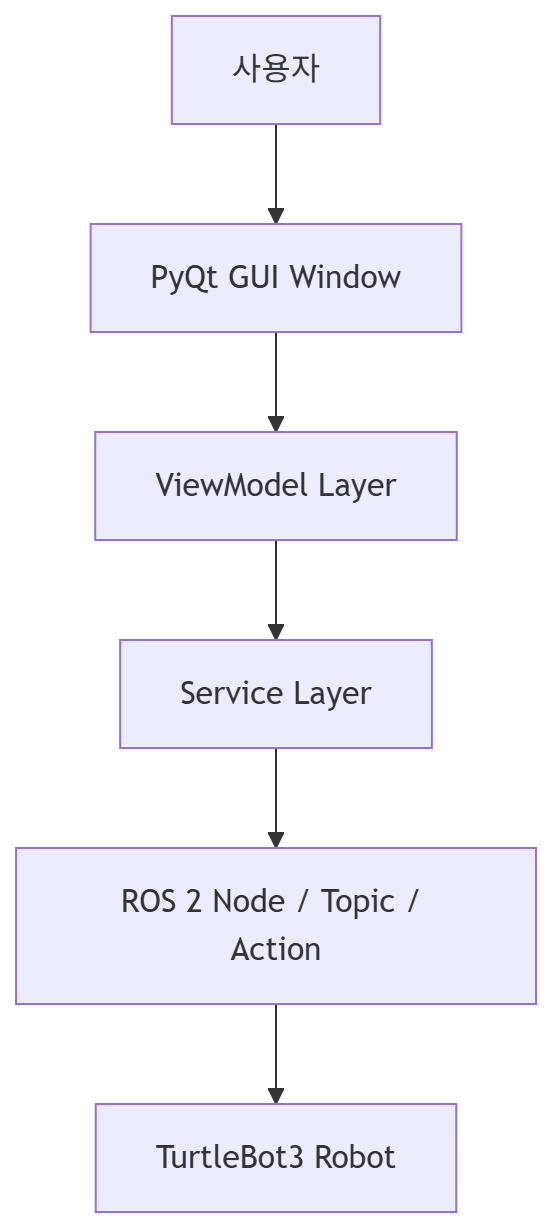 사용자
PyQt GUI Window
ViewModel Layer
Service Layer
ROS 2 Node / Topic /
Action
TurtleBot3 Robot